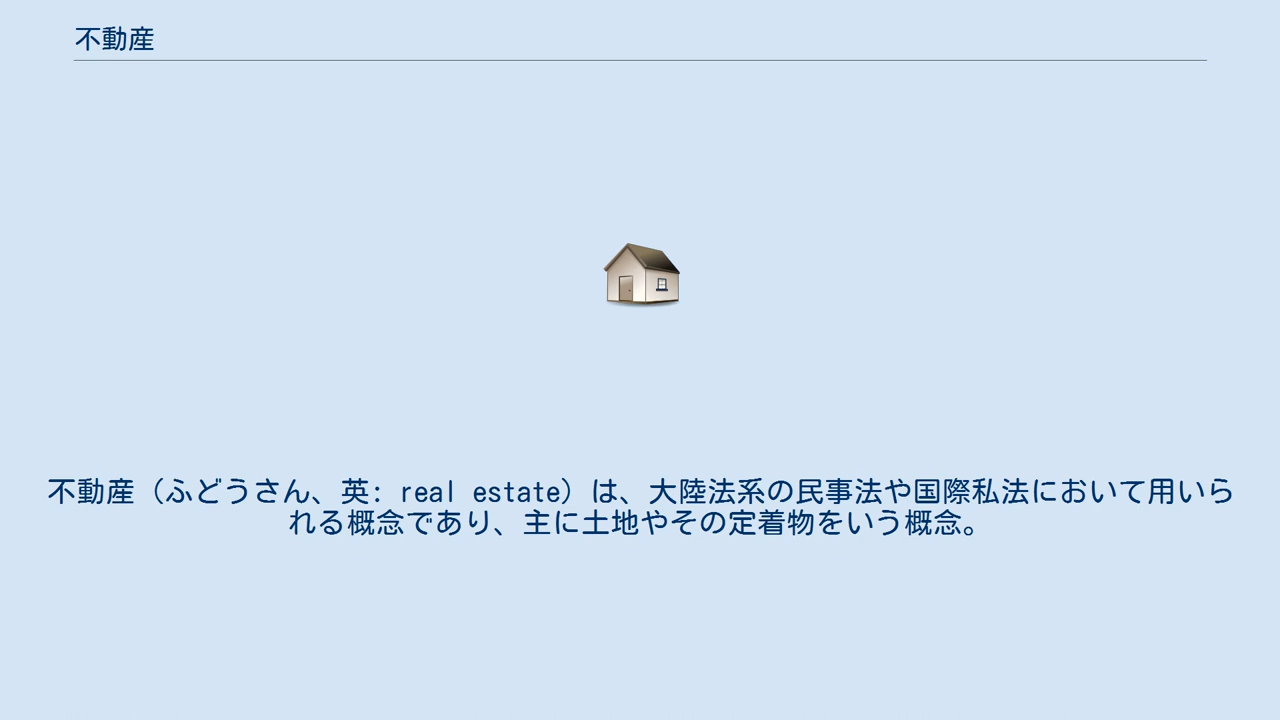 不動産
不動産（ふどうさん、英: real estate）は、大陸法系の民事法や国際私法において用いら
れる概念であり、主に土地やその定着物をいう概念。